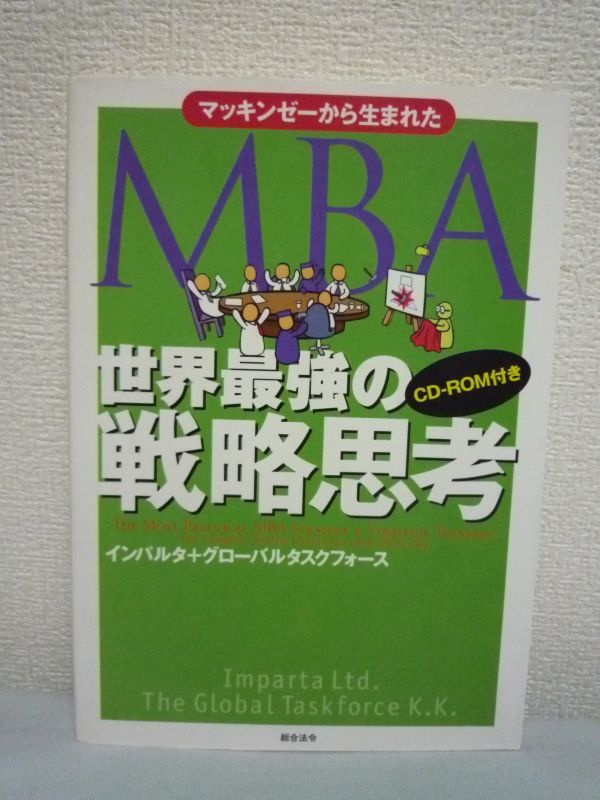 マッキンゼーから生まれた
MBA
世界最強の
CD-ROM付き
戦略思考
THE MOST PRACTICAL MBA STRATEGY & STRATEGIC THINKING
インパルタ+グローバルタスクフォース
Imparta Ltd.
The Global Taskforce K.K.
総合法令